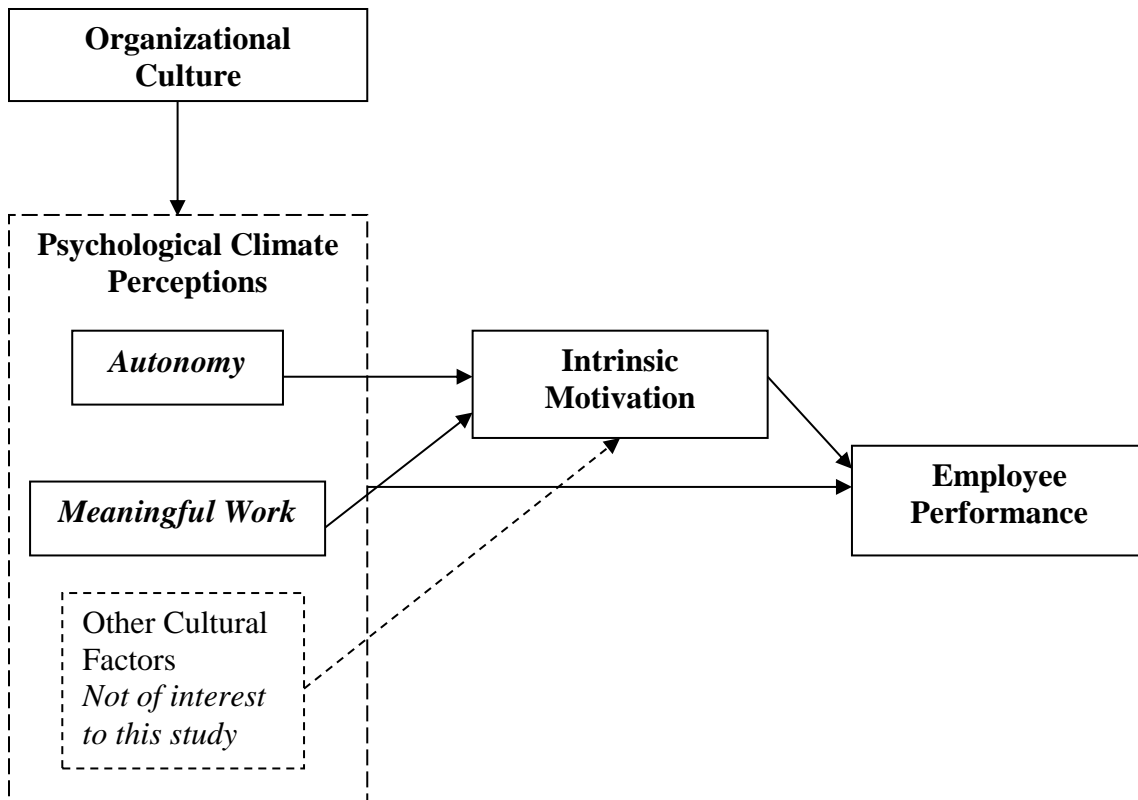 Organizational
Culture
Psychological Climate
Perceptions
Autonomy
Intrinsic
Motivation
Meaningful Work
Employee
Performance
Other Cultural
Factors
Not of interest
to this study